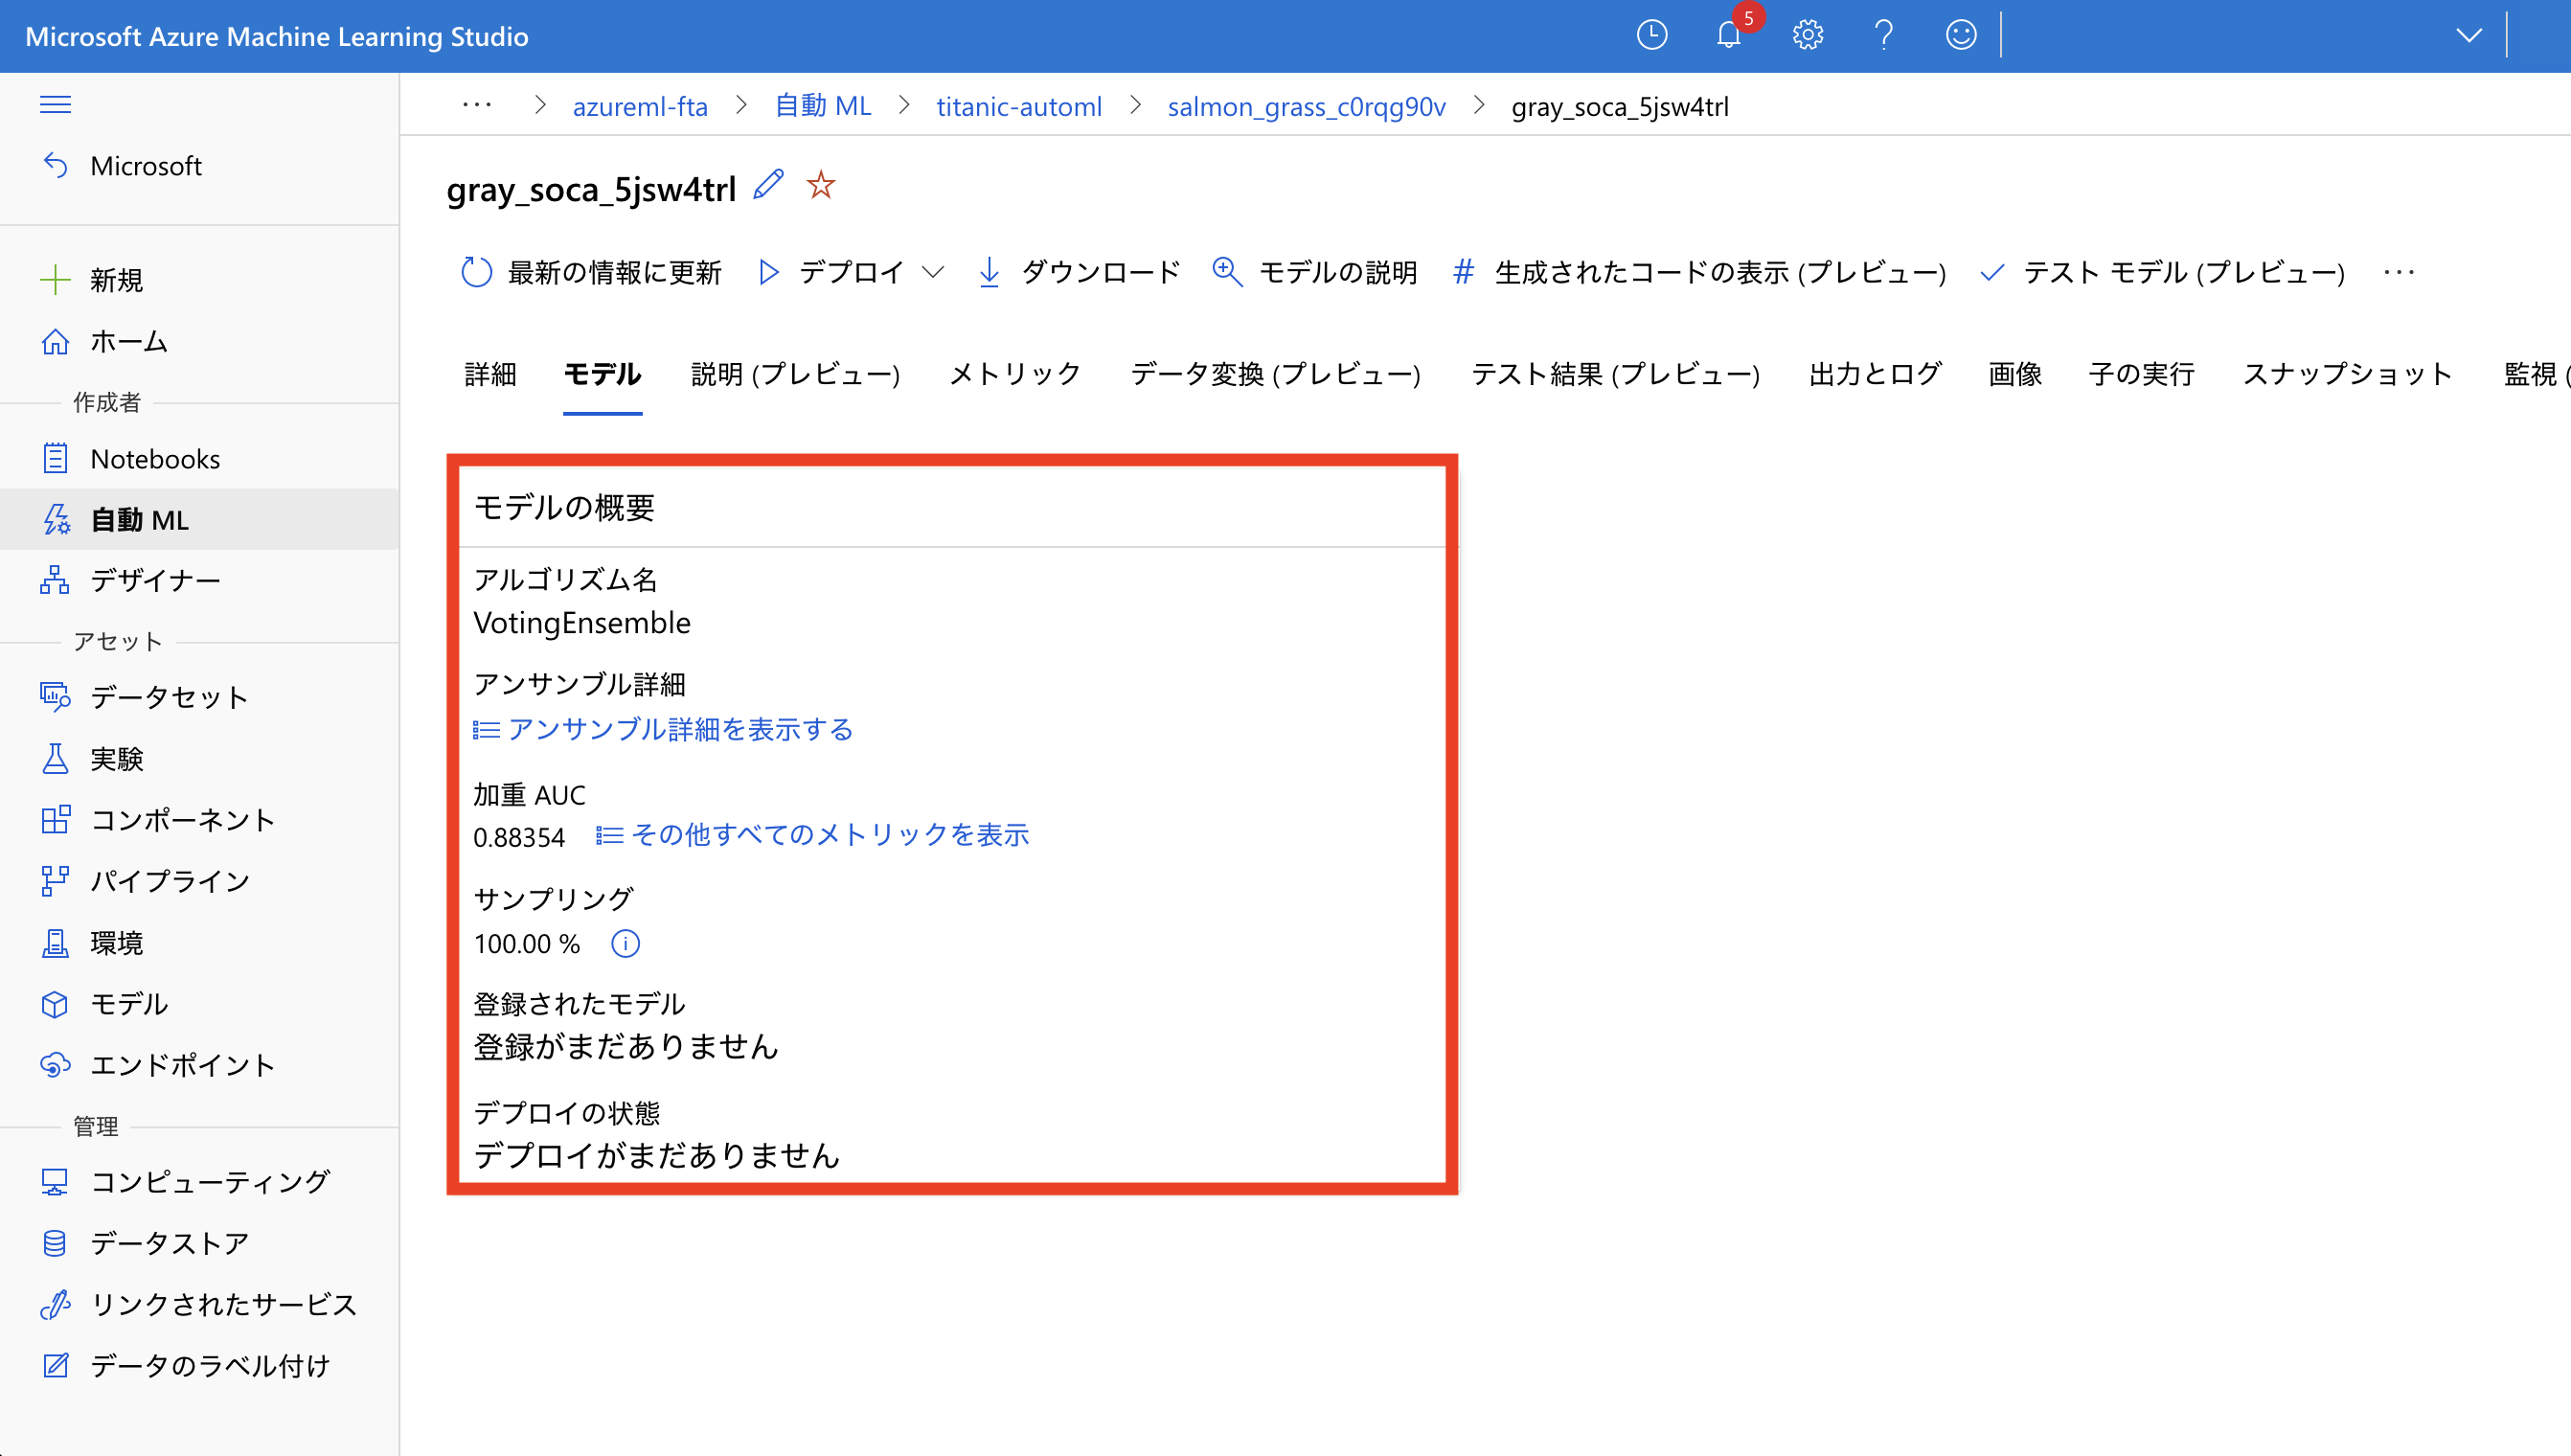 Microsoft Azure Machine Learning Studio
5
azureml-fta
自動 ML
titanic-automl
salmon_grass_c0rqg90v
gray_soca_5jsw4trl
Microsoft
新規
ホーム
作成者
Notebooks
自動 ML
デザイナー
アセット
データセット
実験
コンポーネント
パイプライン
環境
モデル
エンドポイント
管理
コンピューティング
データストア
リンクされたサービス
データのラベル付け
gray_soca_5jsw4trl
最新の情報に更新
デプロイ
ダウンロード
モデルの説明
# 生成されたコードの表示 (プレビュー)
テスト モデル (プレビュー)
詳細
モデル
説明 (プレビュー)
メトリック
データ変換 (プレビュー)
テスト結果 (プレビュー)
出力とログ
画像
子の実行
スナップショット
監視 (
モデルの概要
アルゴリズム名
VotingEnsemble
アンサンブル詳細
アンサンブル詳細を表示する
加重 AUC
0.88354 その他すべてのメトリックを表示
サンプリング
100.00 %
登録されたモデル
登録がまだありません
デプロイの状態
デプロイがまだありません